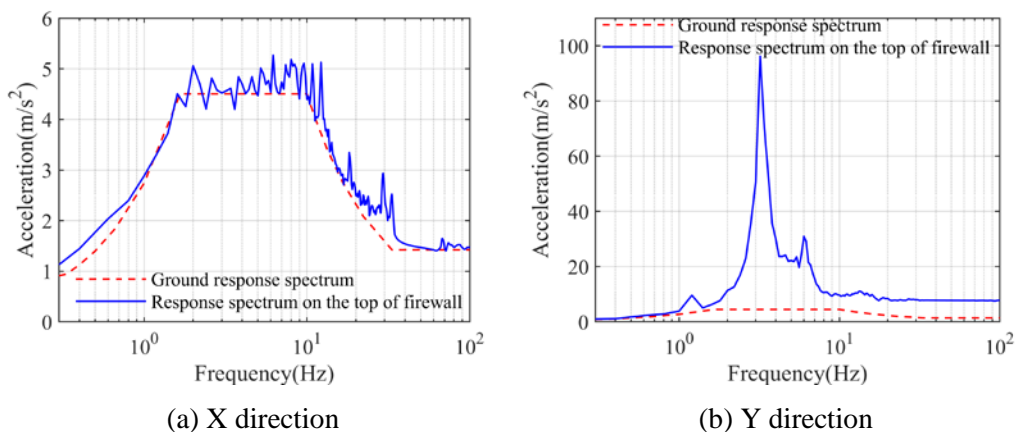 6
5
4
3
2
1
0
Acceleration(m/s²)
Ground response spectrum
Response spectrum on the top of firewall
10⁰
10¹
10²
Frequency(Hz)
(a) X direction
100
80
60
40
20
0
Acceleration(m/s²)
Ground response spectrum
Response spectrum on the top of firewall
10⁰
10¹
10²
Frequency(Hz)
(b) Y direction